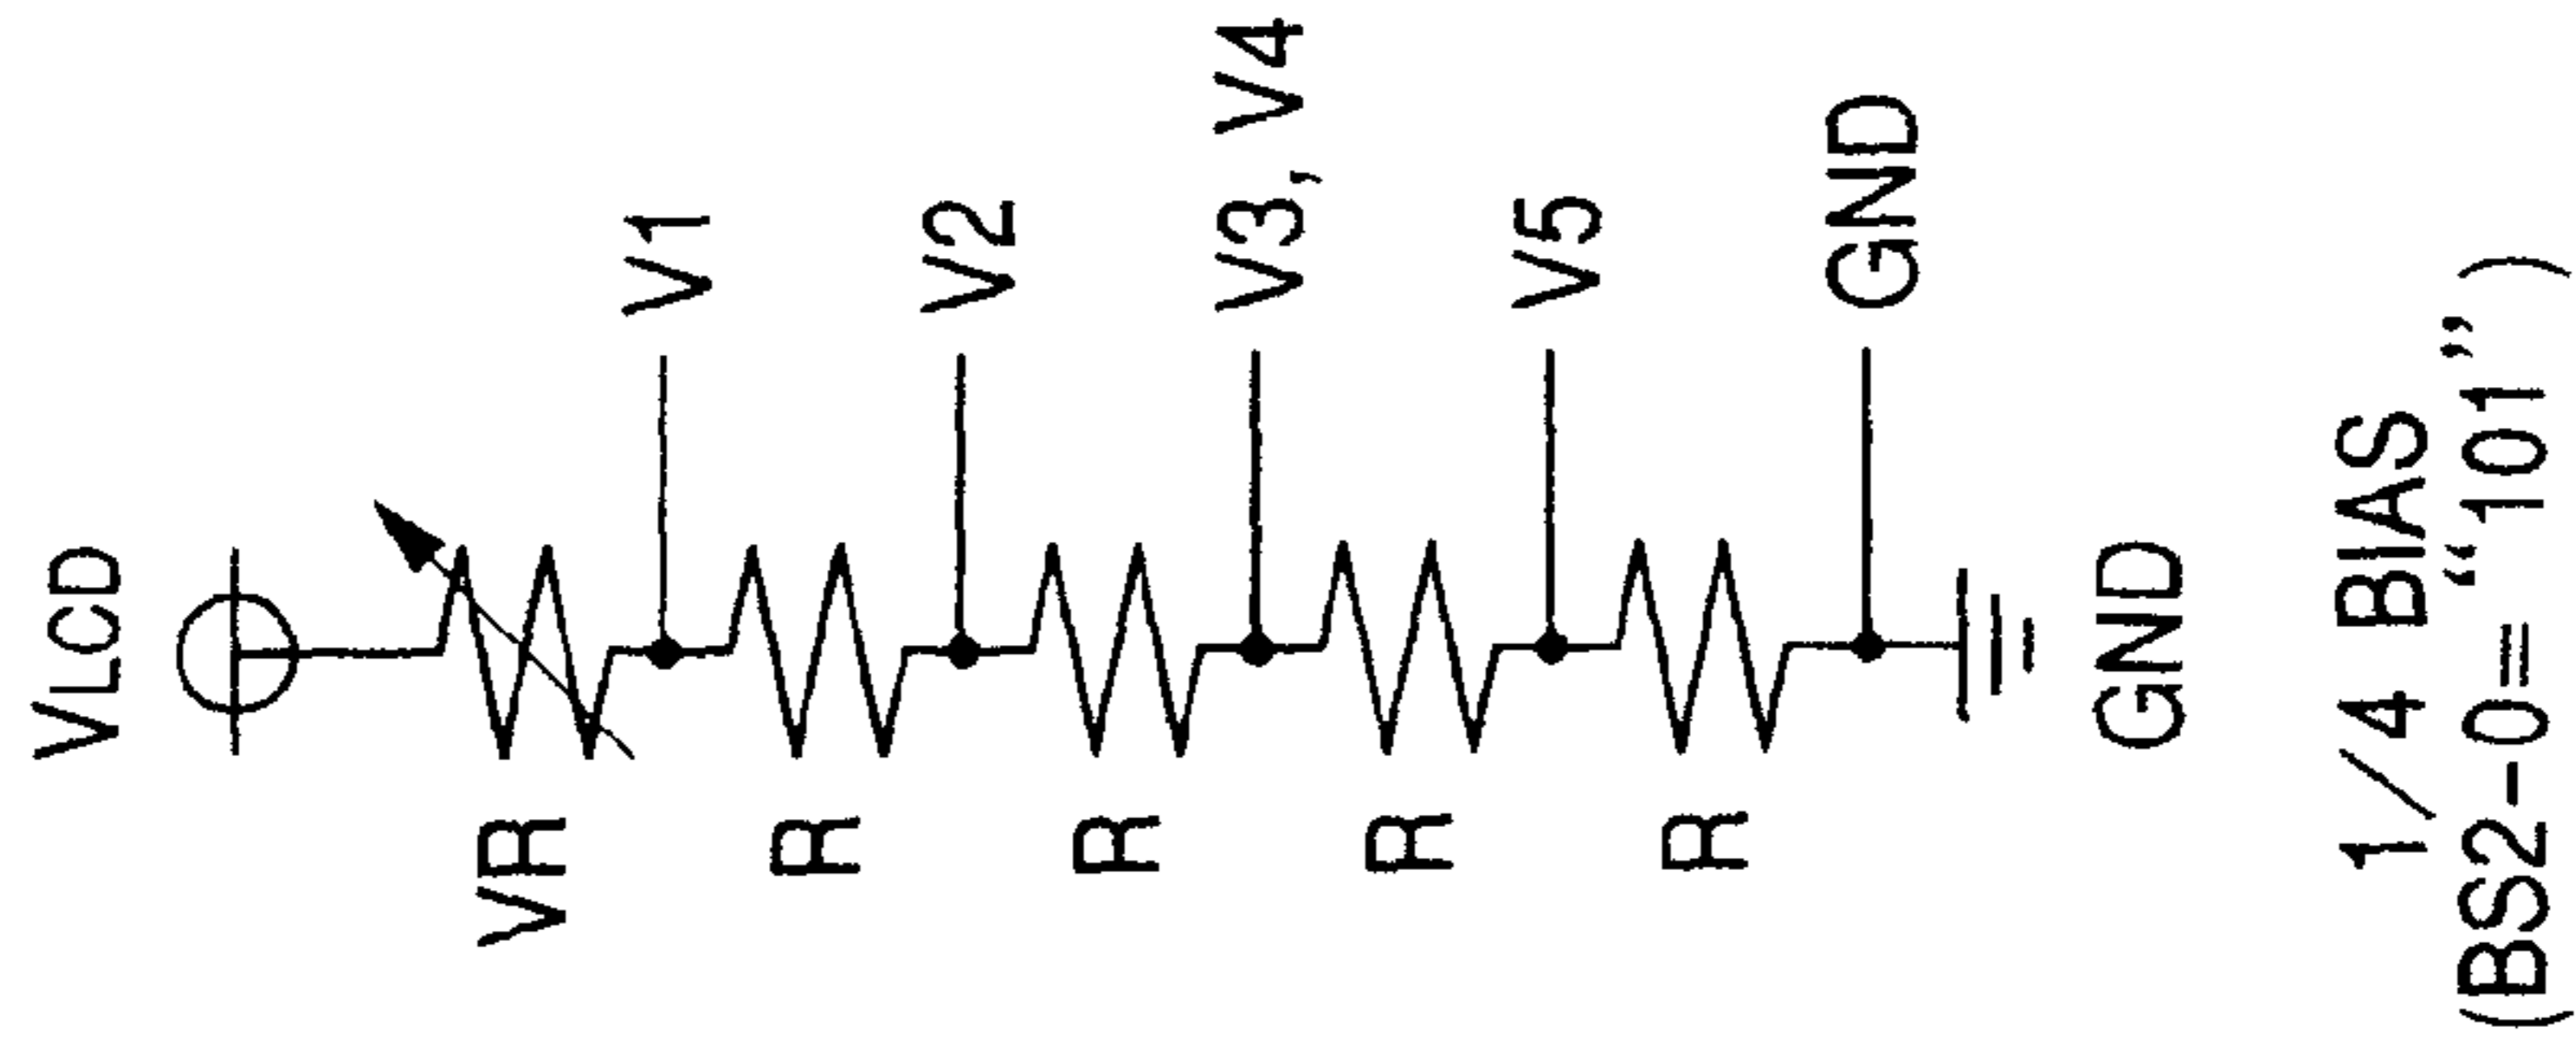 VLCD
VR
V1
R
V2
R
V3, V4
R
V5
R
GND
GND
1/4 BIAS
(BS2-0= “101”)